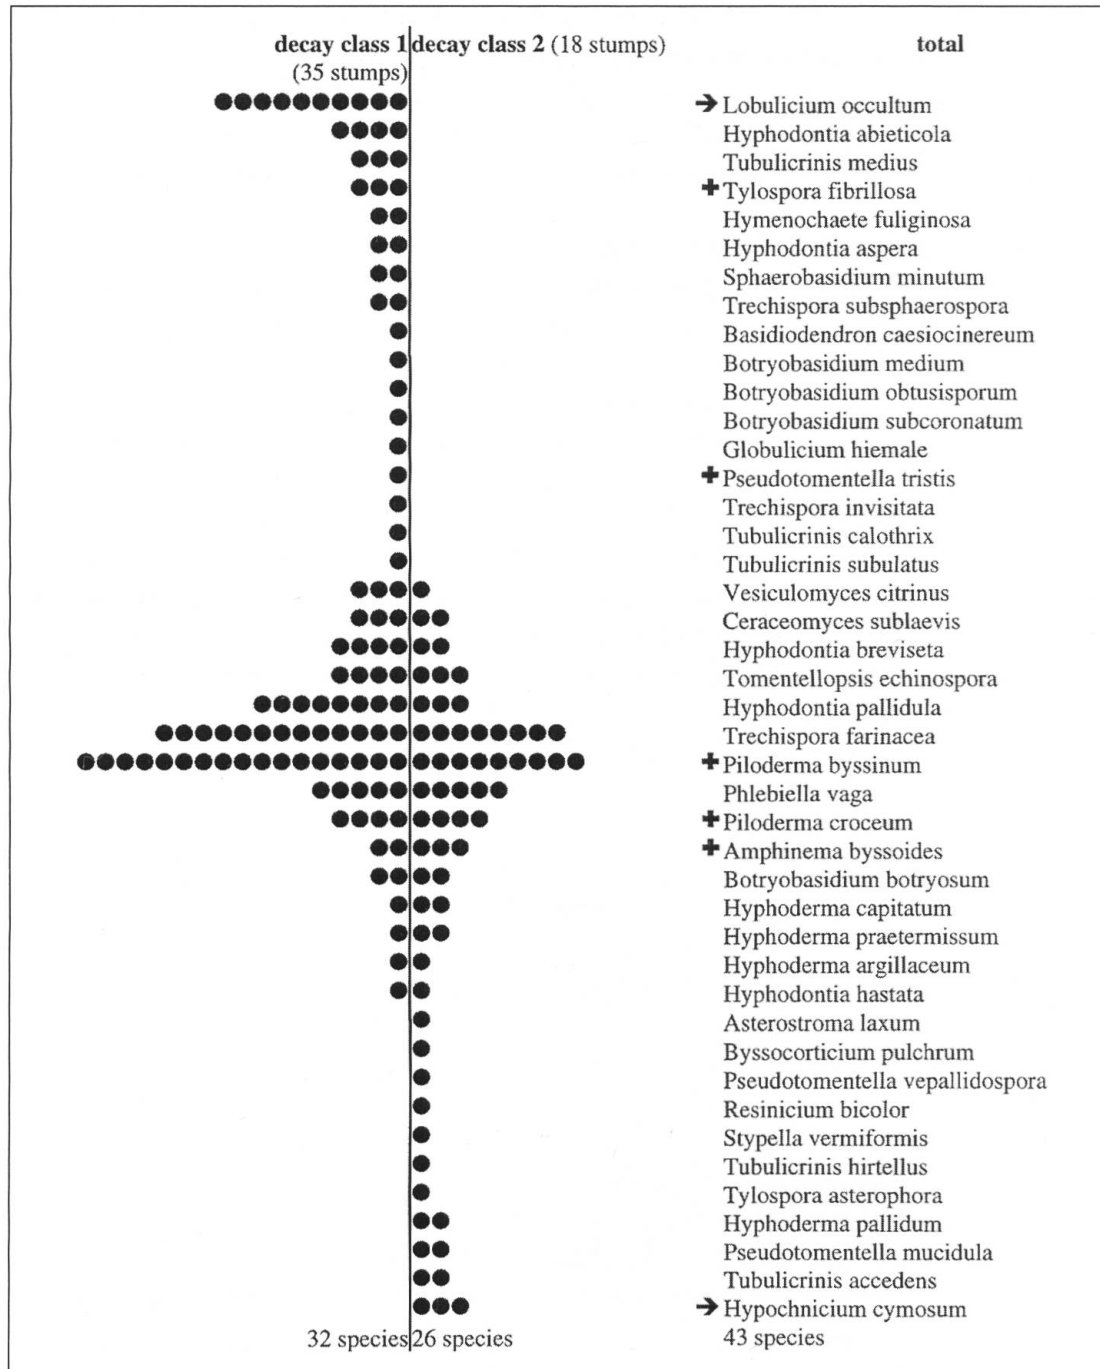 decay class 1 decay class 2 (18 stumps) total
(35 stumps)
→ Lobulicium occultum
Hyphodontia abieticola
Tubulicrinis medius
+ Tylospora fibrillosa
Hymenochaete fuliginosa
Hyphodontia aspera
Sphaerobasidium minutum
Trechispora subsphaerospora
Basidiodendron caesiocinereum
Botryobasidium medium
Botryobasidium obtusisporum
Botryobasidium subcoronatum
Globulicium hiemale
+ Pseudotomentella tristis
Trechispora invisitata
Tubulicrinis calothrix
Tubulicrinis subulatus
Vesiculomyces citrinus
Ceraceomyces sublaevis
Hyphodontia breviseta
Tomentellopsis echinospora
Hyphodontia pallidula
Trechispora farinacea
+ Piloderma byssinum
Phlebiella vaga
+ Piloderma croceum
+ Amphinema byssoides
Botryobasidium botryosum
Hyphoderma capitatum
Hyphoderma praetermissum
Hyphoderma argillaceum
Hyphodontia hastata
Asterostroma laxum
Byssocorticium pulchrum
Pseudotomentella vepallidospora
Resinicium bicolor
Stypella vermiformis
Tubulicrinis hirtellus
Tylospora asterophora
Hyphoderma pallidum
Pseudotomentella mucidula
Tubulicrinis accedens
→ Hypochnicium cymosum
32 species 26 species 43 species